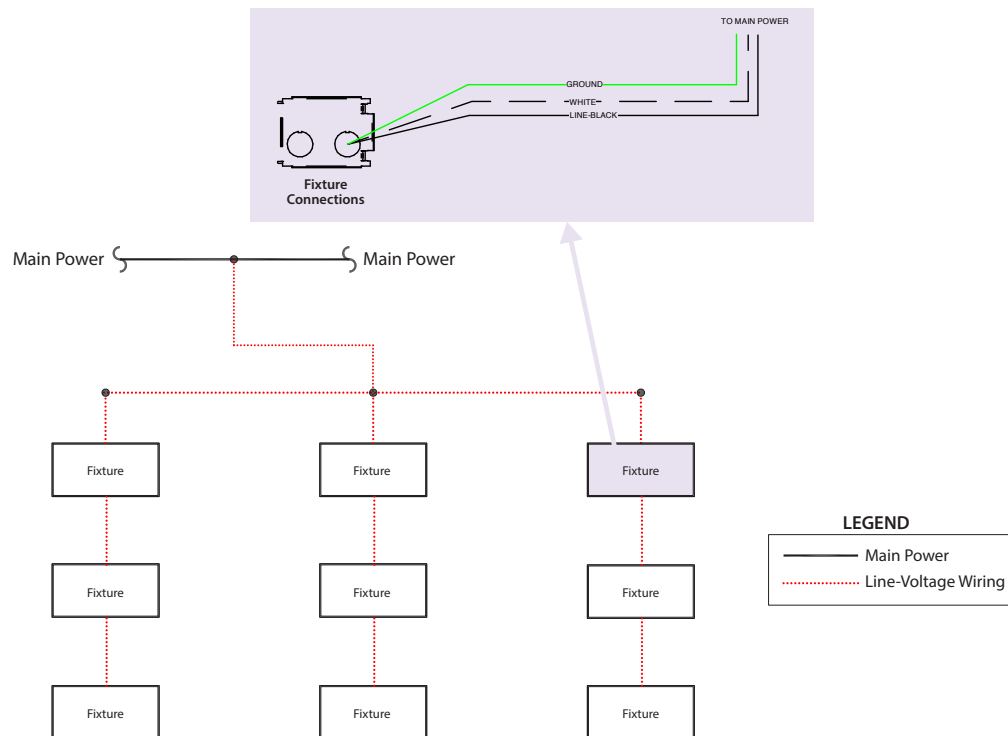 TO MAIN POWER
GROUND
WHITE
LINE-BLACK
Fixture
Connections
Main Power
Main Power
Fixture
Fixture
Fixture
LEGEND
Main Power
Line-Voltage Wiring
Fixture
Fixture
Fixture
Fixture
Fixture
Fixture